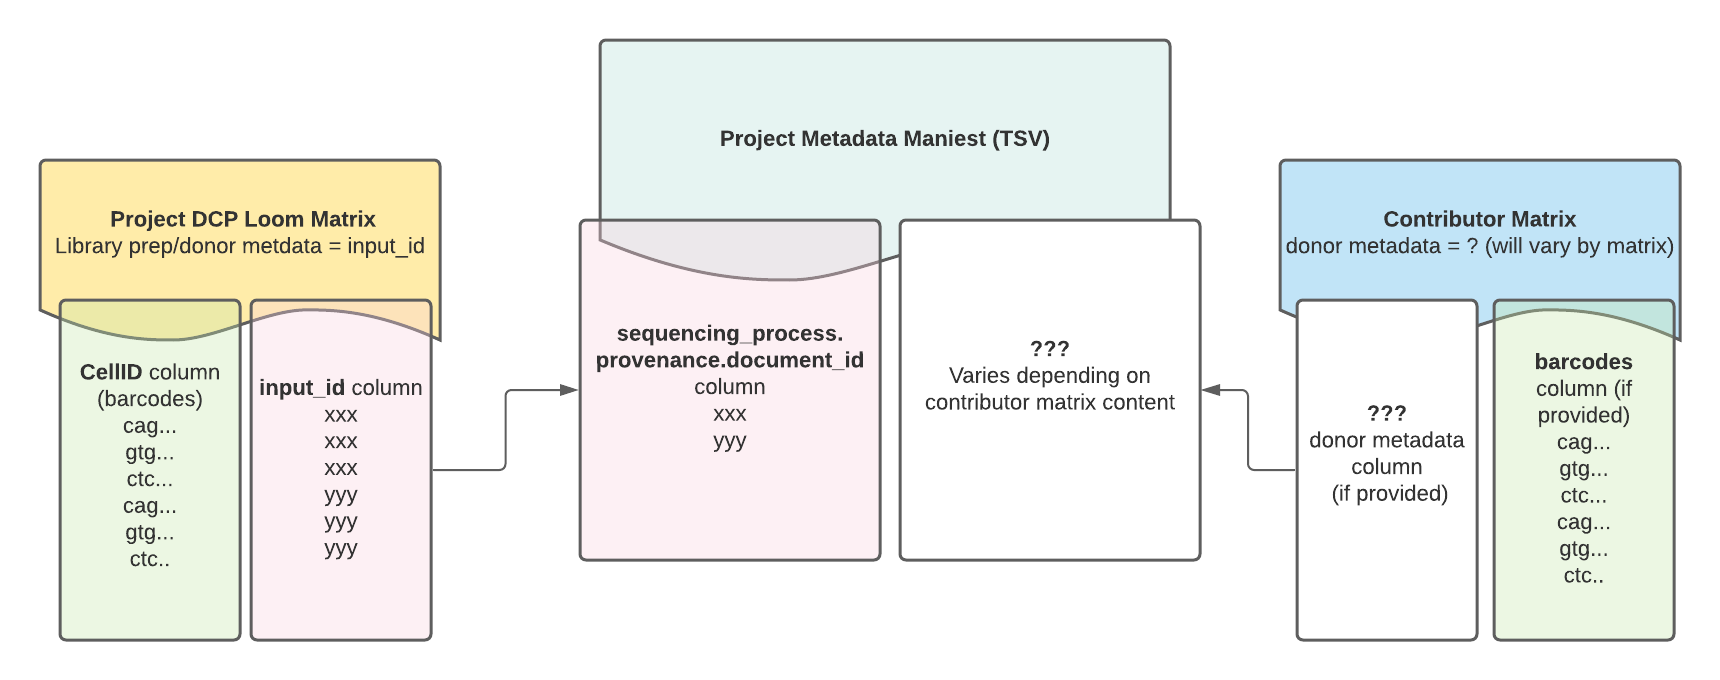 Project Metadata Maniest (TSV)
Project DCP Loom Matrix
Library prep/donor metdata = input_id
CellID column
(barcodes)
cag...
gtg...
ctc...
cag...
gtg...
ctc..
input_id column
xxx
xxx
xxx
yyy
yyy
yyy
sequencing_process.
provenance.document_id
column
xxx
yyy
???
Varies depending on
contributor matrix content
Contributor Matrix
donor metadata = ? (will vary by matrix)
???
donor metadata
column
(if provided)
barcodes
column (if
provided)
cag...
gtg...
ctc...
cag...
gtg...
ctc..